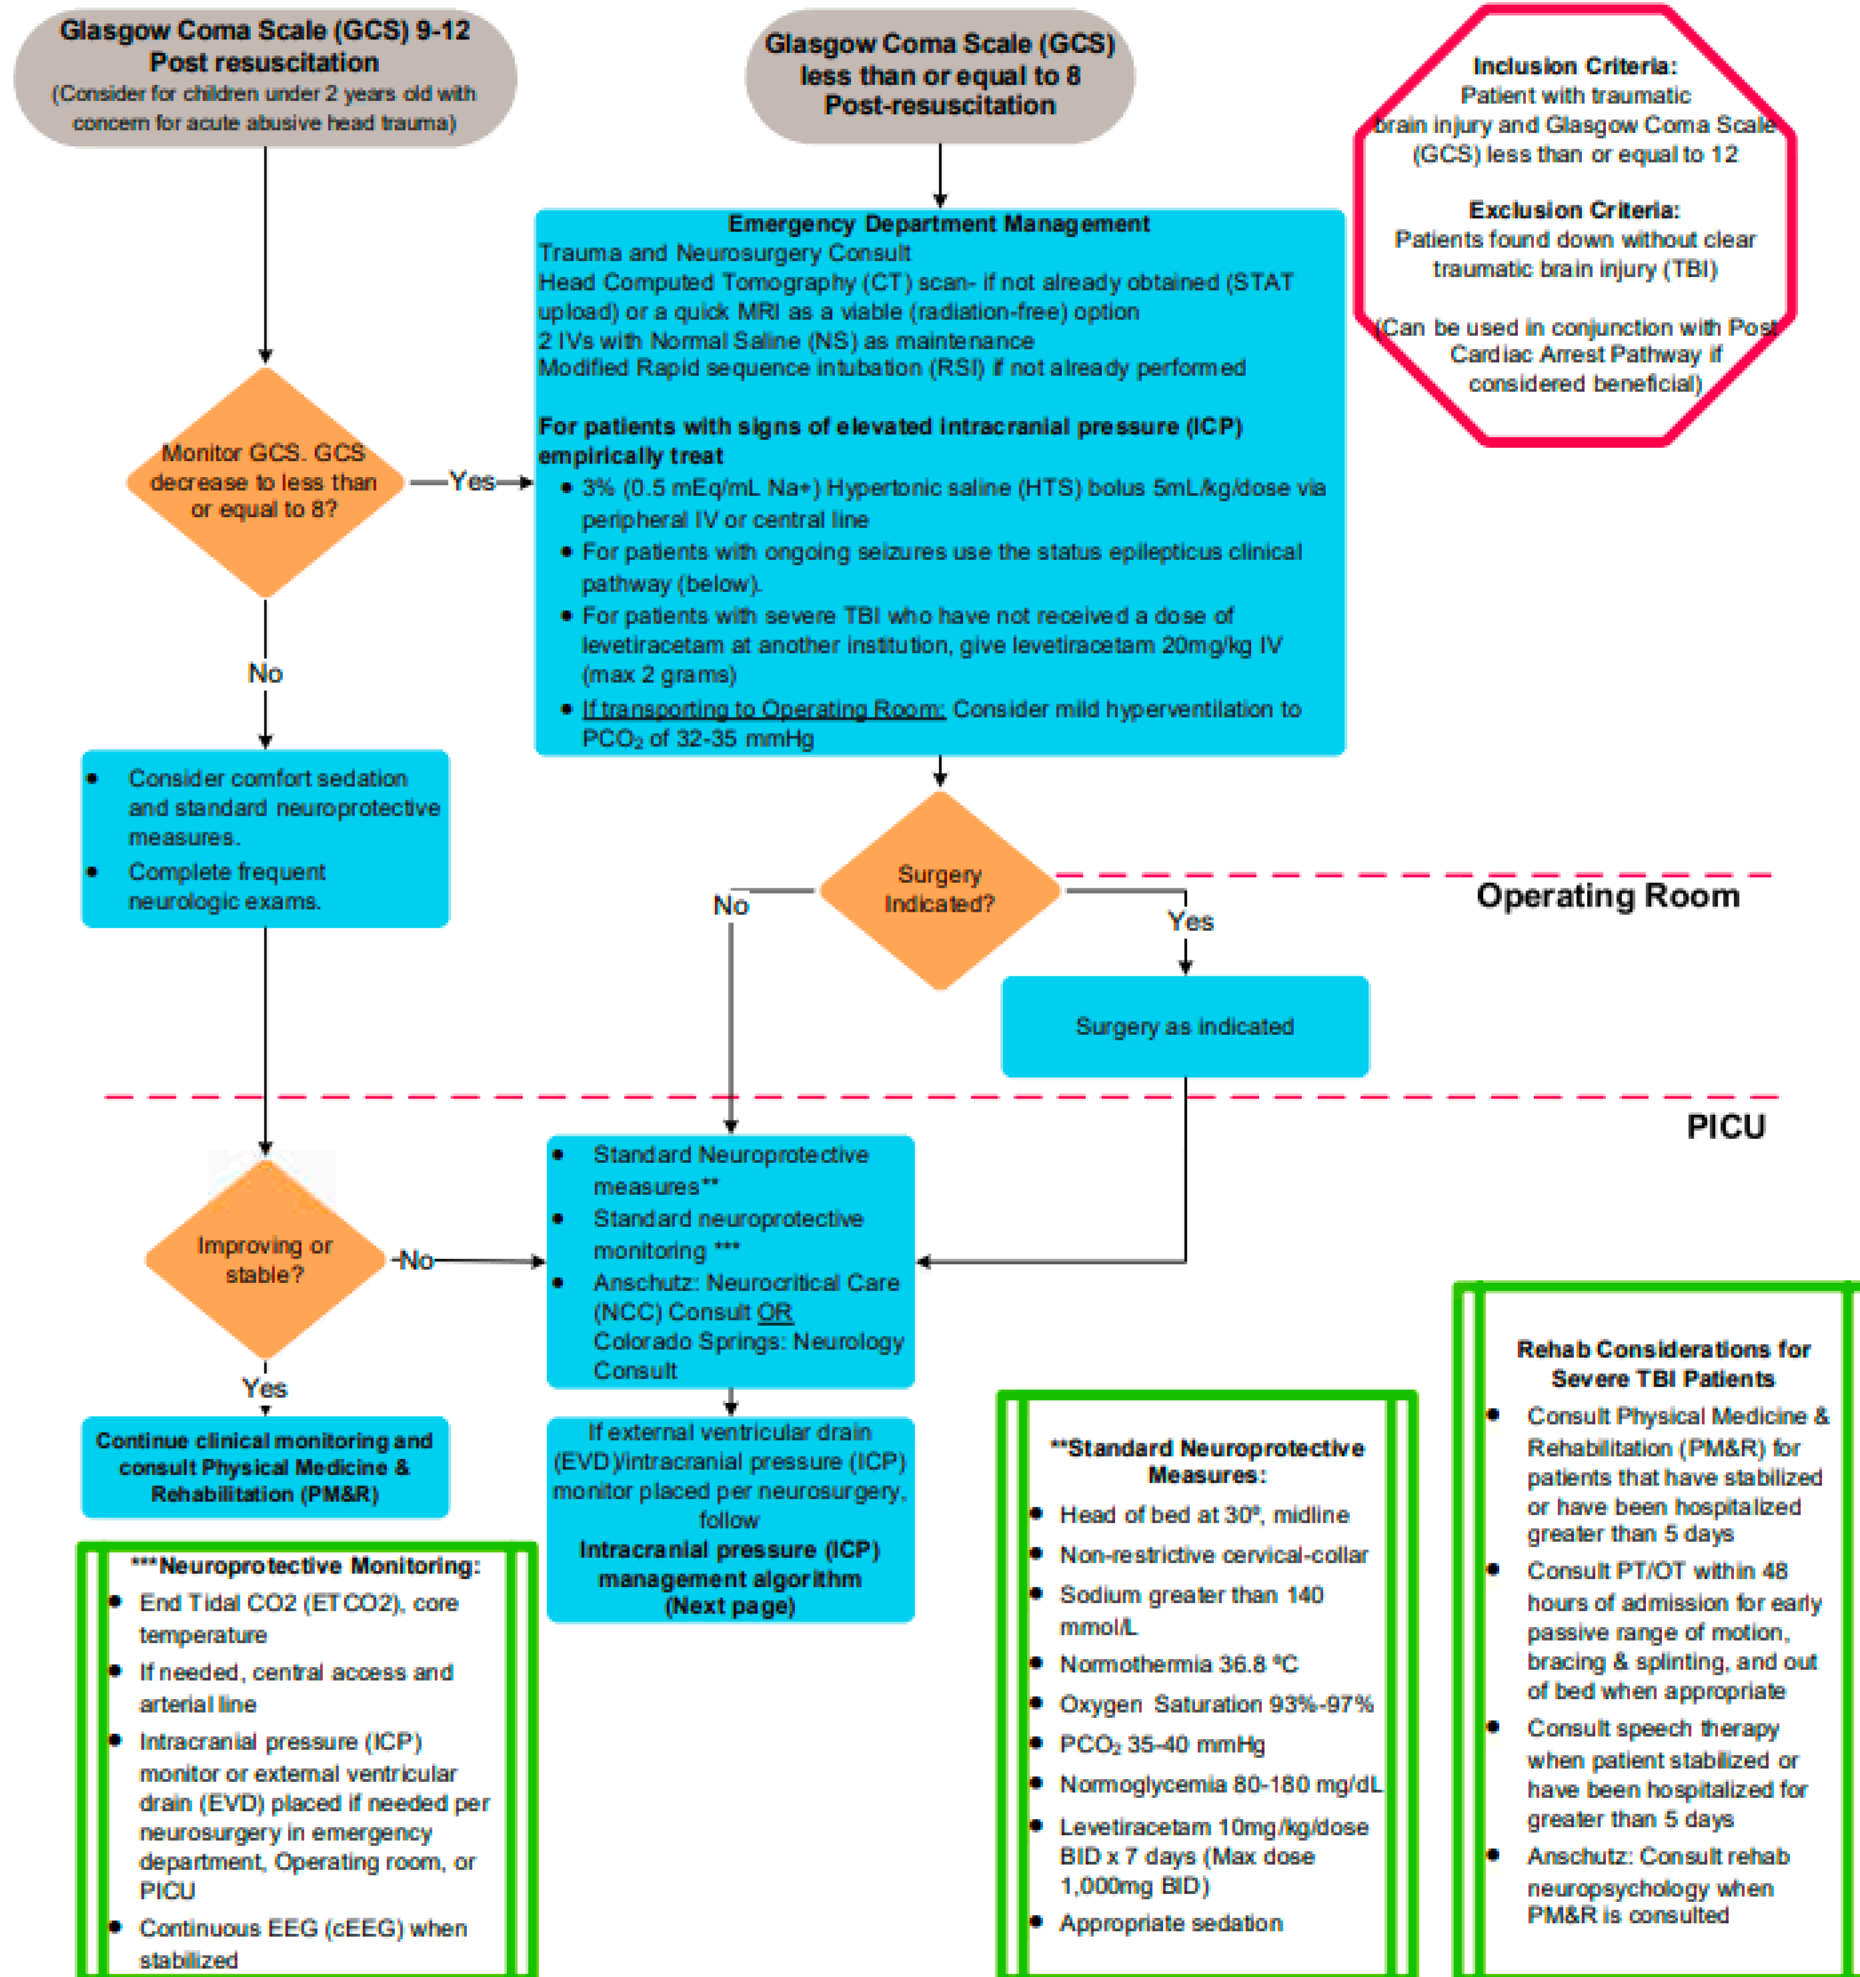 Glasgow Coma Scale (GCS) 9-12
Post resuscitation
(Consider for children under 2 years old with
concern for acute abusive head trauma)
Glasgow Coma Scale (GCS)
less than or equal to 8
Post-resuscitation
Inclusion Criteria:
Patient with traumatic
brain injury and Glasgow Coma Scale
(GCS) less than or equal to 12
Exclusion Criteria:
Patients found down without clear
traumatic brain injury (TBI)
(Can be used in conjunction with Post
Cardiac Arrest Pathway if
considered beneficial)
Emergency Department Management
Trauma and Neurosurgery Consult
Head Computed Tomography (CT) scan- if not already obtained (STAT
upload) or a quick MRI as a viable (radiation-free) option
2 IVs with Normal Saline (NS) as maintenance
Modified Rapid sequence intubation (RSI) if not already performed
For patients with signs of elevated intracranial pressure (ICP)
empirically treat
• 3% (0.5 mEq/mL Na+) Hypertonic saline (HTS) bolus 5mL/kg/dose via
peripheral IV or central line
• For patients with ongoing seizures use the status epilepticus clinical
pathway (below).
• For patients with severe TBI who have not received a dose of
levetiracetam at another institution, give levetiracetam 20mg/kg IV
(max 2 grams)
• If transporting to Operating Room: Consider mild hyperventilation to
PCO₂ of 32-35 mmHg
Monitor GCS. GCS
decrease to less than
or equal to 8?
Yes
No
• Consider comfort sedation
and standard neuroprotective
measures.
• Complete frequent
neurologic exams.
Surgery
Indicated?
No
Yes
Operating Room
Surgery as indicated
PICU
Improving or
stable?
No
Yes
• Standard Neuroprotective
measures**
• Standard neuroprotective
monitoring ***
• Anschutz: Neurocritical Care
(NCC) Consult OR
Colorado Springs: Neurology
Consult
Continue clinical monitoring and
consult Physical Medicine &
Rehabilitation (PM&R)
If external ventricular drain
(EVD)/intracranial pressure (ICP)
monitor placed per neurosurgery,
follow
Intracranial pressure (ICP)
management algorithm
(Next page)
***Neuroprotective Monitoring:
• End Tidal CO2 (ETCO2), core
temperature
• If needed, central access and
arterial line
• Intracranial pressure (ICP)
monitor or external ventricular
drain (EVD) placed if needed per
neurosurgery in emergency
department, Operating room, or
PICU
• Continuous EEG (cEEG) when
stabilized
**Standard Neuroprotective
Measures:
• Head of bed at 30º, midline
• Non-restrictive cervical-collar
• Sodium greater than 140
mmol/L
• Normothermia 36.8 ºC
• Oxygen Saturation 93%-97%
• PCO₂ 35-40 mmHg
• Normoglycemia 80-180 mg/dL
• Levetiracetam 10mg/kg/dose
BID x 7 days (Max dose
1,000mg BID)
• Appropriate sedation
Rehab Considerations for
Severe TBI Patients
• Consult Physical Medicine &
Rehabilitation (PM&R) for
patients that have stabilized
or have been hospitalized
greater than 5 days
• Consult PT/OT within 48
hours of admission for early
passive range of motion,
bracing & splinting, and out
of bed when appropriate
• Consult speech therapy
when patient stabilized or
have been hospitalized for
greater than 5 days
• Anschutz: Consult rehab
neuropsychology when
PM&R is consulted